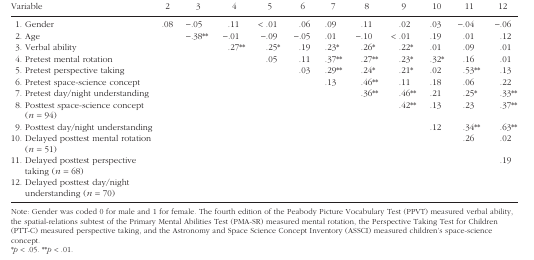 Variable 2 3 4 5 6 7 8 9 10 11 12
1. Gender .08 −.05 .11 < .01 .06 .09 .11 .02 .03 −.04 −.06
2. Age −.38** −.01 −.09 −.05 .01 −.10 < .01 .19 .01 .12
3. Verbal ability .27** .25* .19 .23* .26* .22* .01 .09 .01
4. Pretest mental rotation .05 .11 .37** .27** .23* .32* .16 .01
5. Pretest perspective taking .03 .29** .24* .21* .02 .53** .13
6. Pretest space-science concept .13 .46** .11 .18 .06 .22
7. Pretest day/night understanding .36** .46** .21 .25* .33**
8. Posttest space-science concept .42** .13 .23 .37**
(n = 94)
9. Posttest day/night understanding .12 .34** .63**
10. Delayed posttest mental rotation .26 .02
(n = 51)
11. Delayed posttest perspective .19
taking (n = 68)
12. Delayed posttest day/night
understanding (n = 70)
Note: Gender was coded 0 for male and 1 for female. The fourth edition of the Peabody Picture Vocabulary Test (PPVT) measured verbal ability,
the spatial-relations subtest of the Primary Mental Abilities Test (PMA-SR) measured mental rotation, the Perspective Taking Test for Children
(PTT-C) measured perspective taking, and the Astronomy and Space Science Concept Inventory (ASSCI) measured children's space-science
concept.
*p < .05. **p < .01.